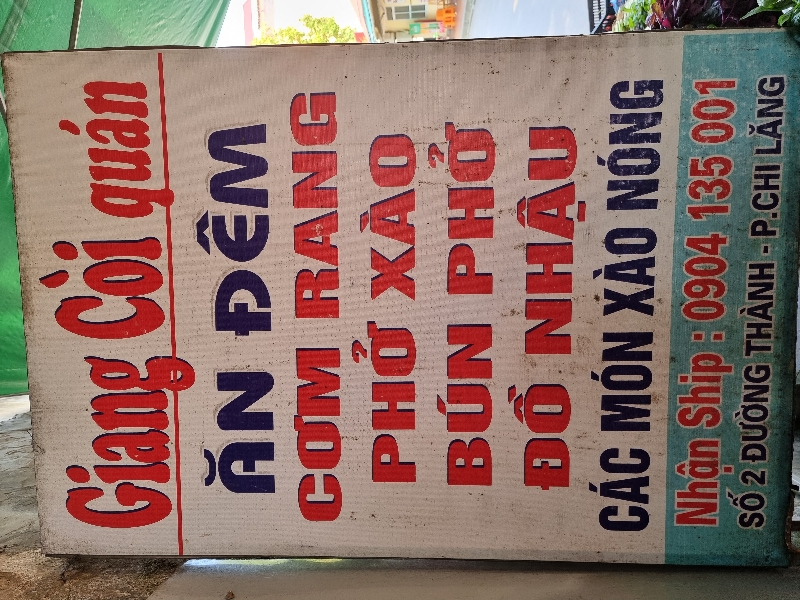 Giang Còi quán
ĂN ĐÊM
CƠM RANG
PHỞ XÀO
BÚN PHỞ
ĐỒ NHẬU
CÁC MÓN XÀO NÓNG
Nhận Ship : 0904 135 001
SỐ 2 ĐƯỜNG THÀNH - P.CHI LĂNG